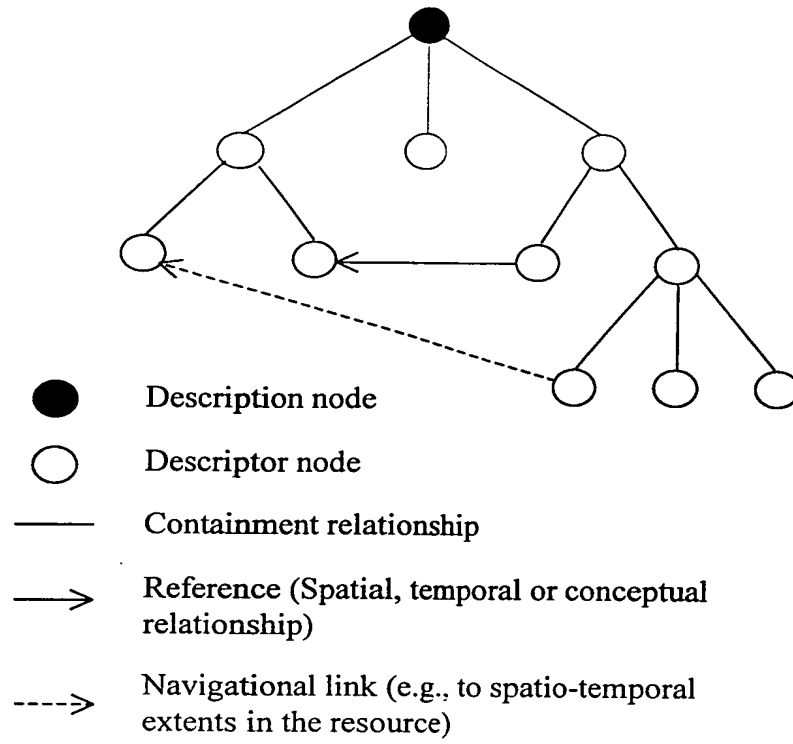 Description node
Descriptor node
Containment relationship
Reference (Spatial, temporal or conceptual
relationship)
Navigational link (e.g., to spatio-temporal
extents in the resource)